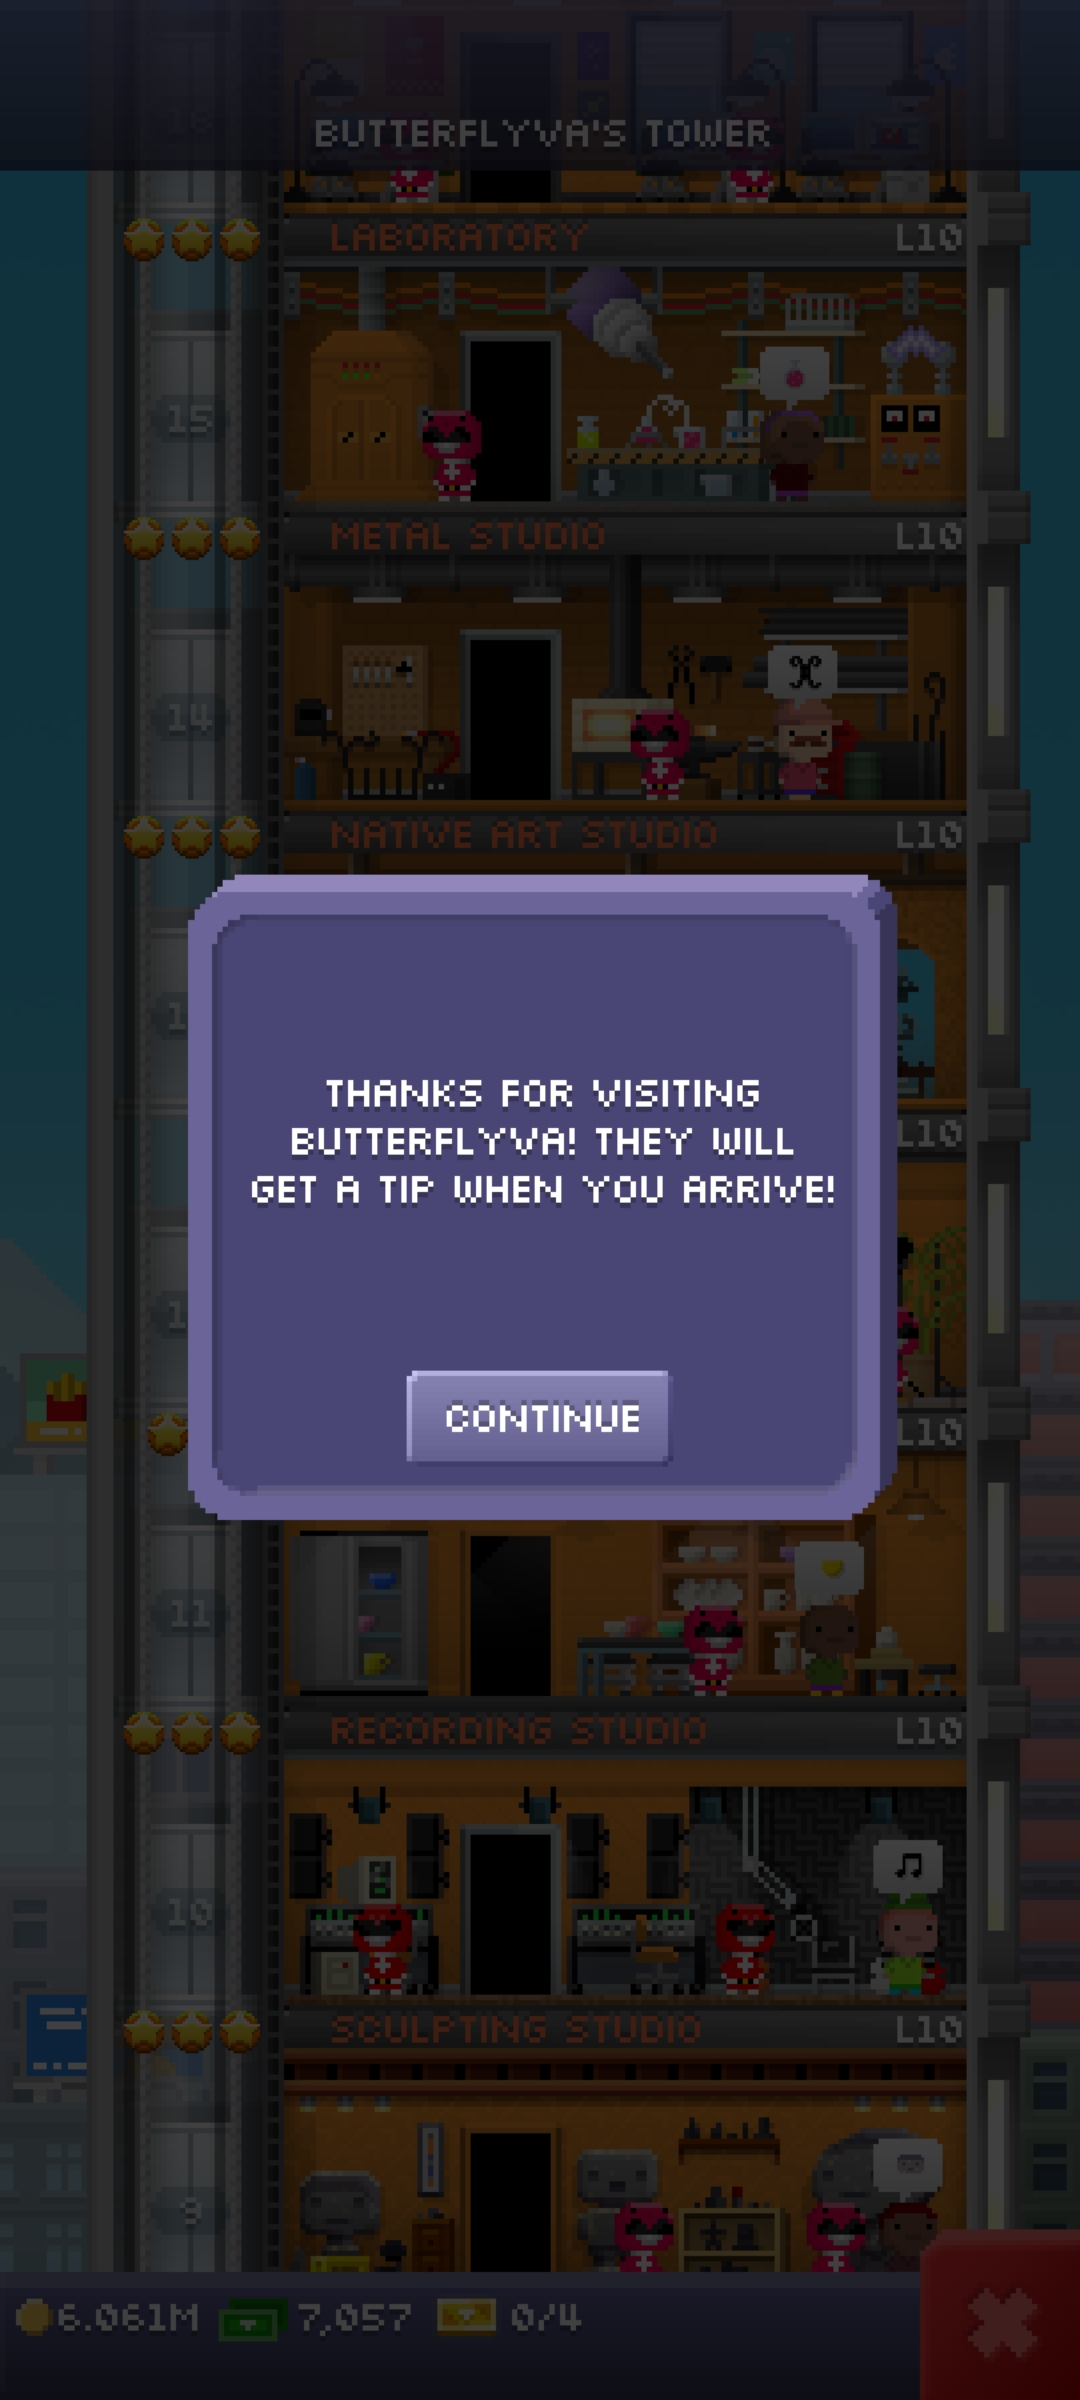 BUTTERFLYVA'S TOWER
LABORATORY L10
15
METAL STUDIO L10
14
NATIVE ART STUDIO L10
L10
THANKS FOR VISITING
BUTTERFLYVA! THEY WILL
GET A TIP WHEN YOU ARRIVE!
CONTINUE
L10
11
RECORDING STUDIO L10
10
SCULPTING STUDIO L10
9
6.061M 7,057 0/4